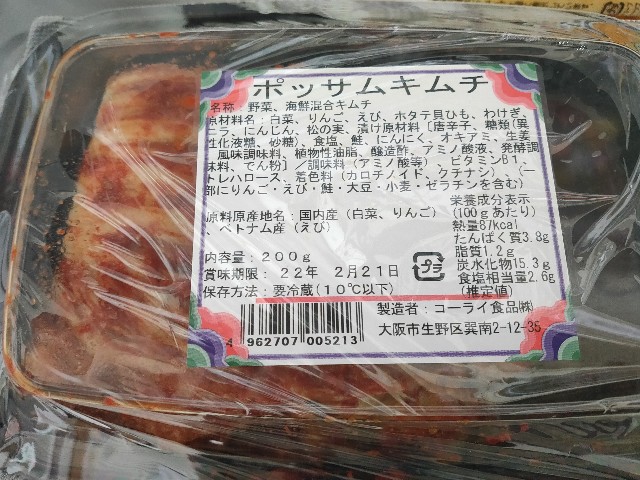 ポッサムキムチ
名称：野菜、海鮮混合キムチ
原材料名：白菜、りんご、えび、ホタテ貝ひも、わけぎ、
ニラ、にんじん、松の実、漬け原材料〔唐辛子、糖類(異
性化液糖、砂糖)、食塩、鮭、にんにく、オキアミ、生姜
、風味調味料、植物性油脂、醸造酢、アミノ酸液、発酵調
味料、でん粉〕／調味料（アミノ酸等）、ビタミンB1、
トレハロース、着色料（カロチノイド、クチナシ）、(一
部にりんご・えび・鮭・大豆・小麦・ゼラチンを含む)
原料原産地名：国内産（白菜、りんご）
、ベトナム産（えび）
栄養成分表示
(100gあたり)
熱量87kcal
たんぱく質3.8g
脂質1.2g
炭水化物15.3g
食塩相当量2.6g
(推定値)
内容量：200g
賞味期限： 22年 2月21日
保存方法：要冷蔵(10℃以下)
プラ
製造者：コーライ食品㈱
大阪市生野区巽南2-12-35
4 962707 005213